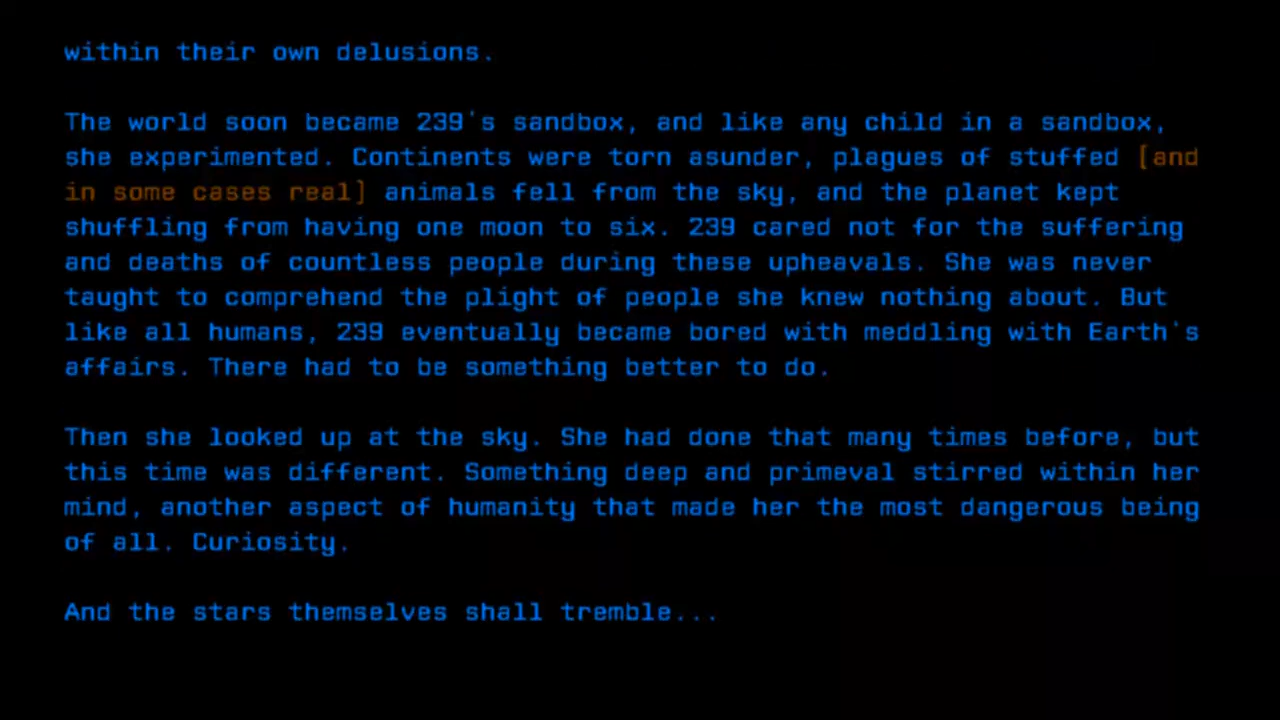 within their own delusions.
The world soon became 239's sandbox, and like any child in a sandbox,
she experimented. Continents were torn asunder, plagues of stuffed [and
in some cases real] animals fell from the sky, and the planet kept
shuffling from having one moon to six. 239 cared not for the suffering
and deaths of countless people during these upheavals. She was never
taught to comprehend the plight of people she knew nothing about. But
like all humans, 239 eventually became bored with meddling with Earth's
affairs. There had to be something better to do.
Then she looked up at the sky. She had done that many times before, but
this time was different. Something deep and primeval stirred within her
mind, another aspect of humanity that made her the most dangerous being
of all. Curiosity.
And the stars themselves shall tremble...